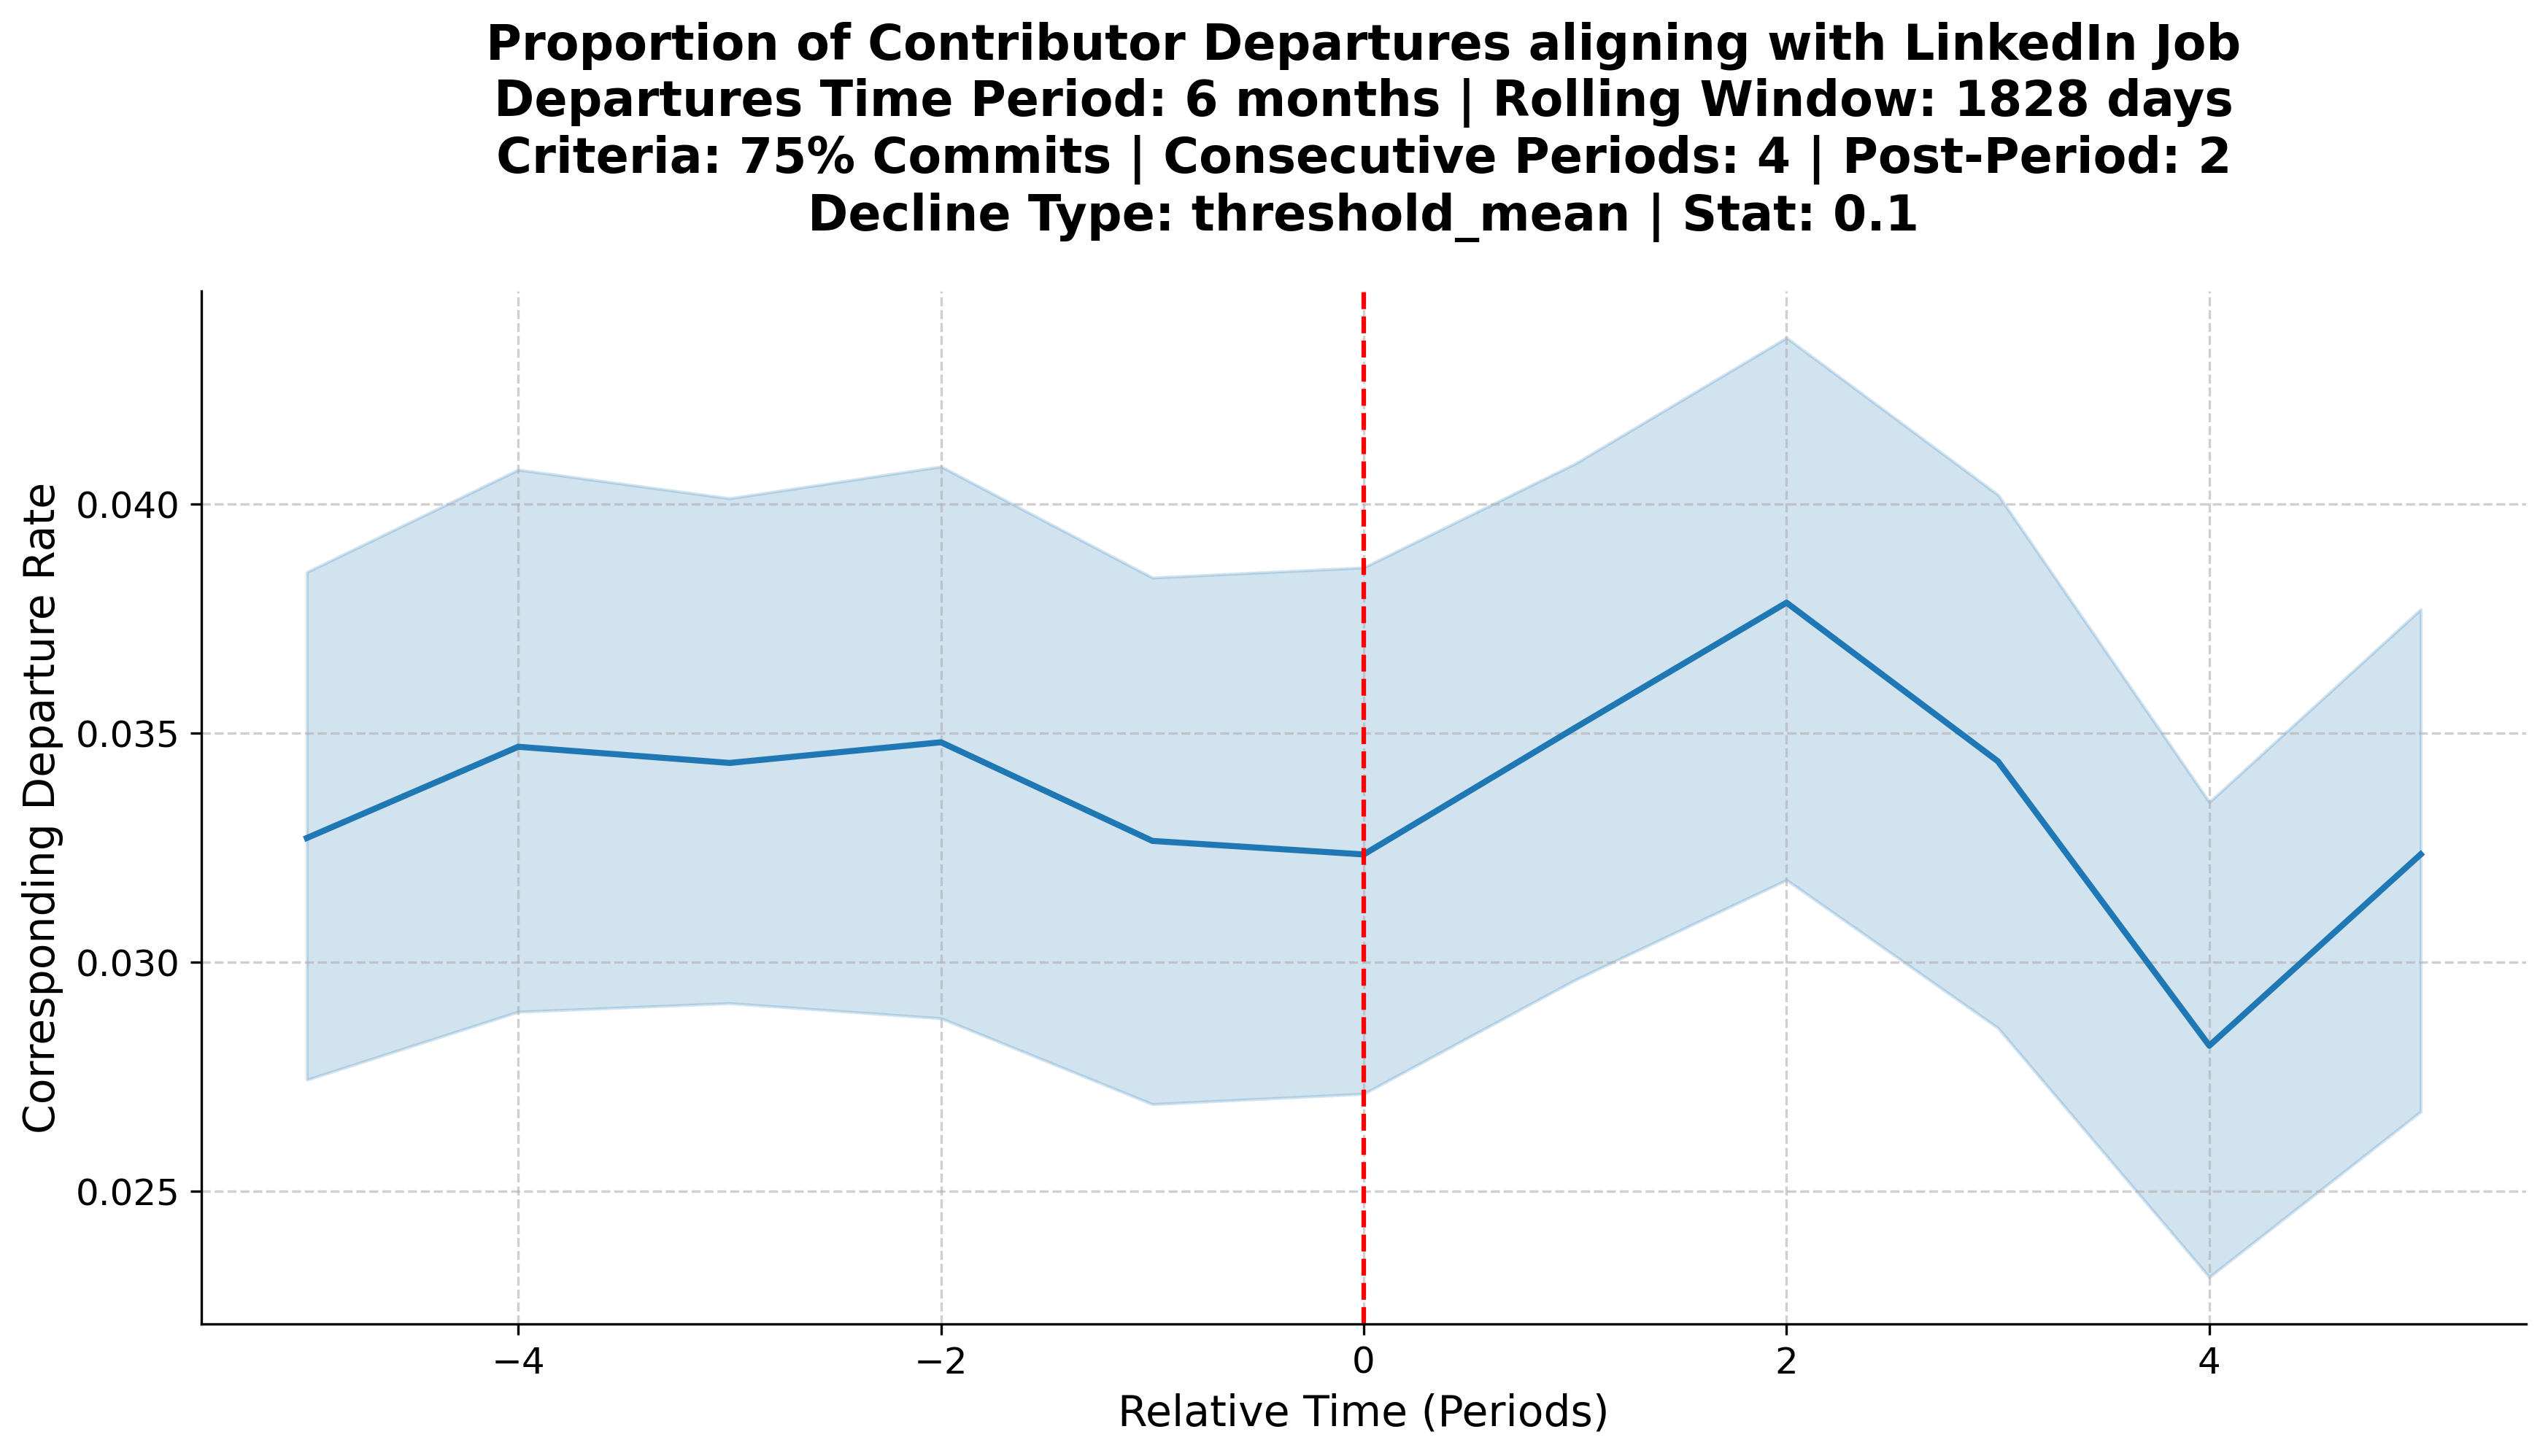 Proportion of Contributor Departures aligning with LinkedIn Job
Departures Time Period: 6 months | Rolling Window: 1828 days
Criteria: 75% Commits | Consecutive Periods: 4 | Post-Period: 2
Decline Type: threshold_mean | Stat: 0.1
Corresponding Departure Rate
0.040
0.035
0.030
0.025
−4
−2
0
2
4
Relative Time (Periods)